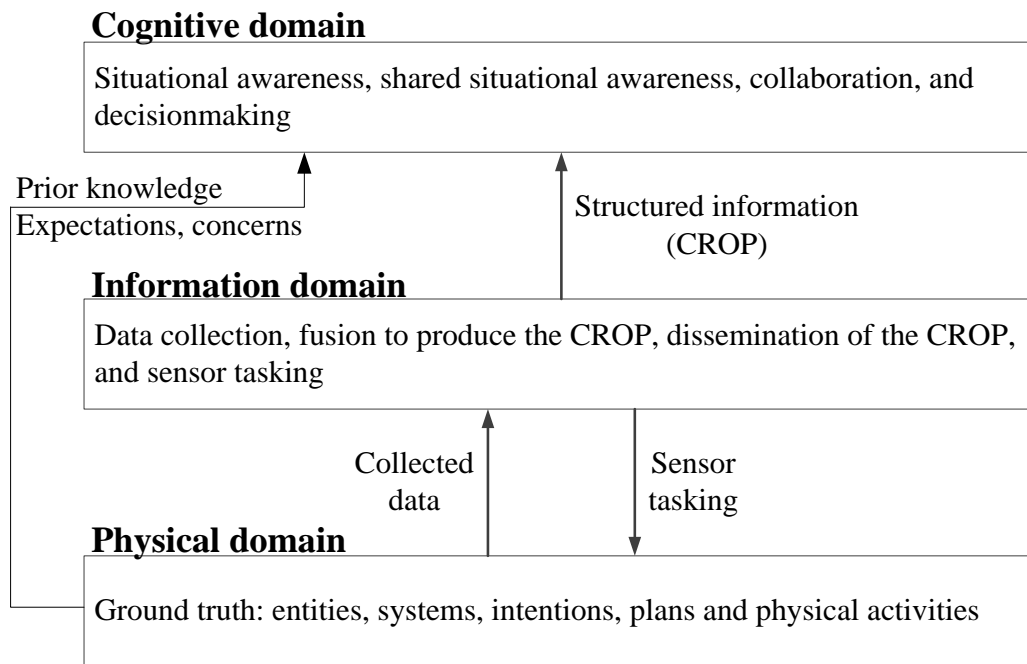 Cognitive domain
Situational awareness, shared situational awareness, collaboration, and
decisionmaking
Prior knowledge
Expectations, concerns
Structured information
(CROP)
Information domain
Data collection, fusion to produce the CROP, dissemination of the CROP,
and sensor tasking
Collected
data
Sensor
tasking
Physical domain
Ground truth: entities, systems, intentions, plans and physical activities